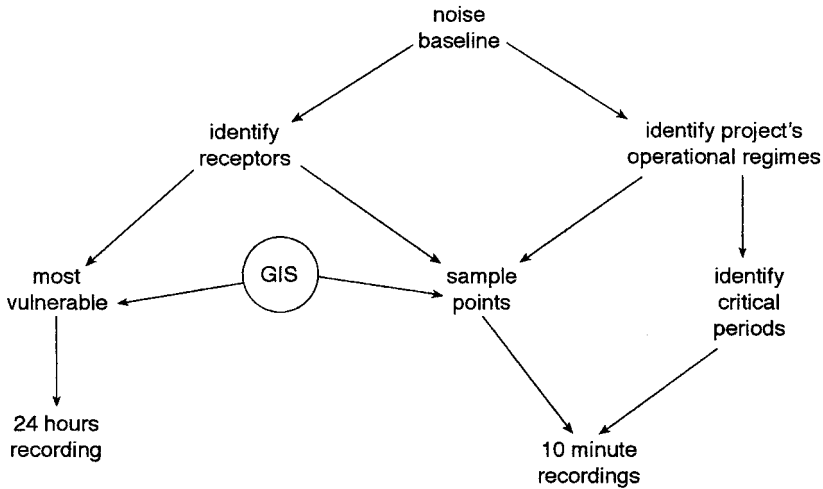 noise
baseline
identify
receptors
identify project's
operational regimes
most
vulnerable
GIS
sample
points
identify
critical
periods
24 hours
recording
10 minute
recordings